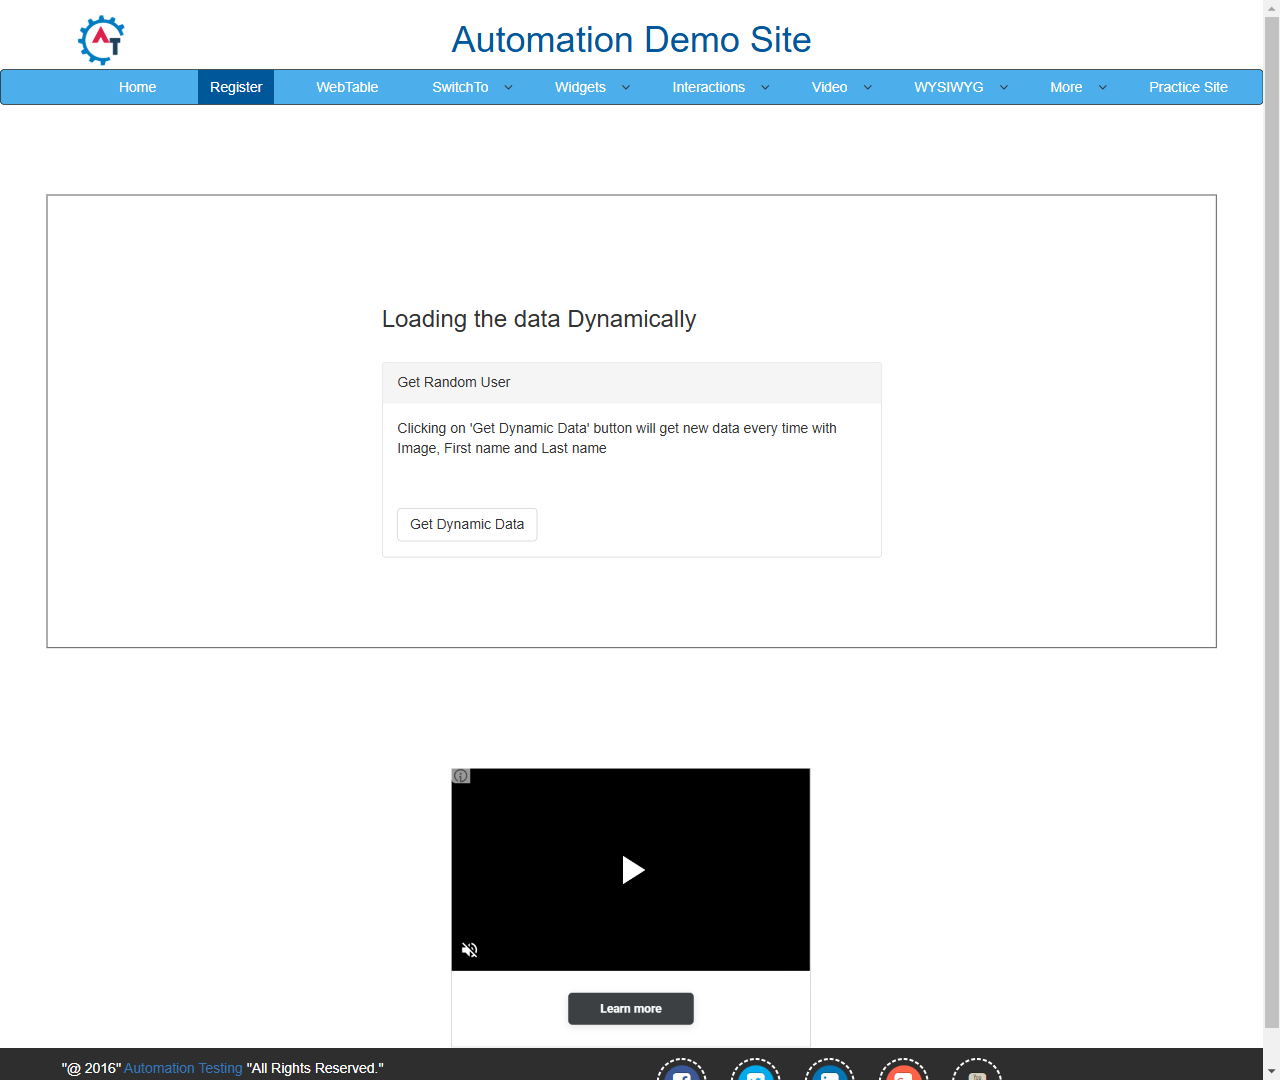 AT
Automation Demo Site
Home Register WebTable SwitchTo Widgets Interactions Video WYSIWYG More Practice Site
Loading the data Dynamically
Get Random User
Clicking on 'Get Dynamic Data' button will get new data every time with
Image, First name and Last name
Get Dynamic Data
Learn more
"@ 2016" Automation Testing "All Rights Reserved."